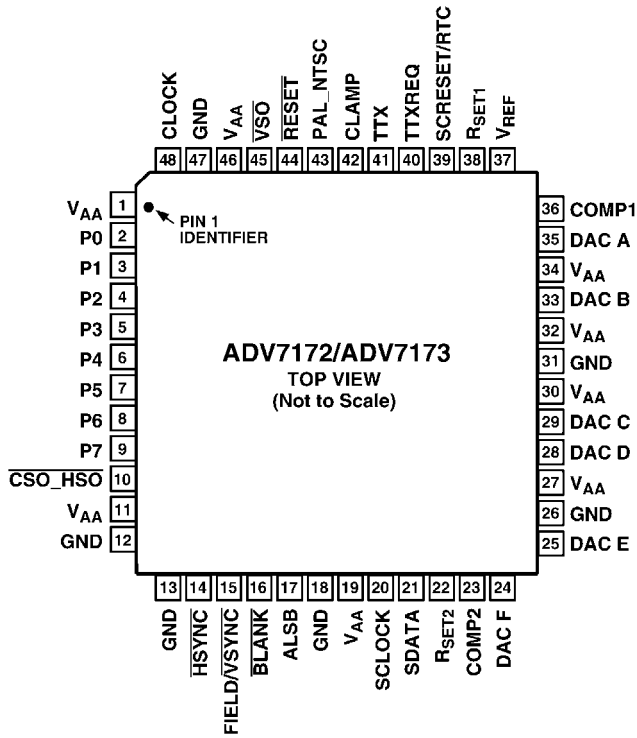 CLOCK
GND
VAA
VSO
RESET
PAL_NTSC
CLAMP
TTX
TTXREQ
SCRESET/RTC
RSET1
VREF
48 47 46 45 44 43 42 41 40 39 38 37
VAA 1
P0 2
P1 3
P2 4
P3 5
P4 6
P5 7
P6 8
P7 9
CSO_HSO 10
VAA 11
GND 12
PIN 1
IDENTIFIER
ADV7172/ADV7173
TOP VIEW
(Not to Scale)
36 COMP1
35 DAC A
34 VAA
33 DAC B
32 VAA
31 GND
30 VAA
29 DAC C
28 DAC D
27 VAA
26 GND
25 DAC E
13 14 15 16 17 18 19 20 21 22 23 24
GND
HSYNC
FIELD/VSYNC
BLANK
ALSB
GND
VAA
SCLOCK
SDATA
RSET2
COMP2
DAC F